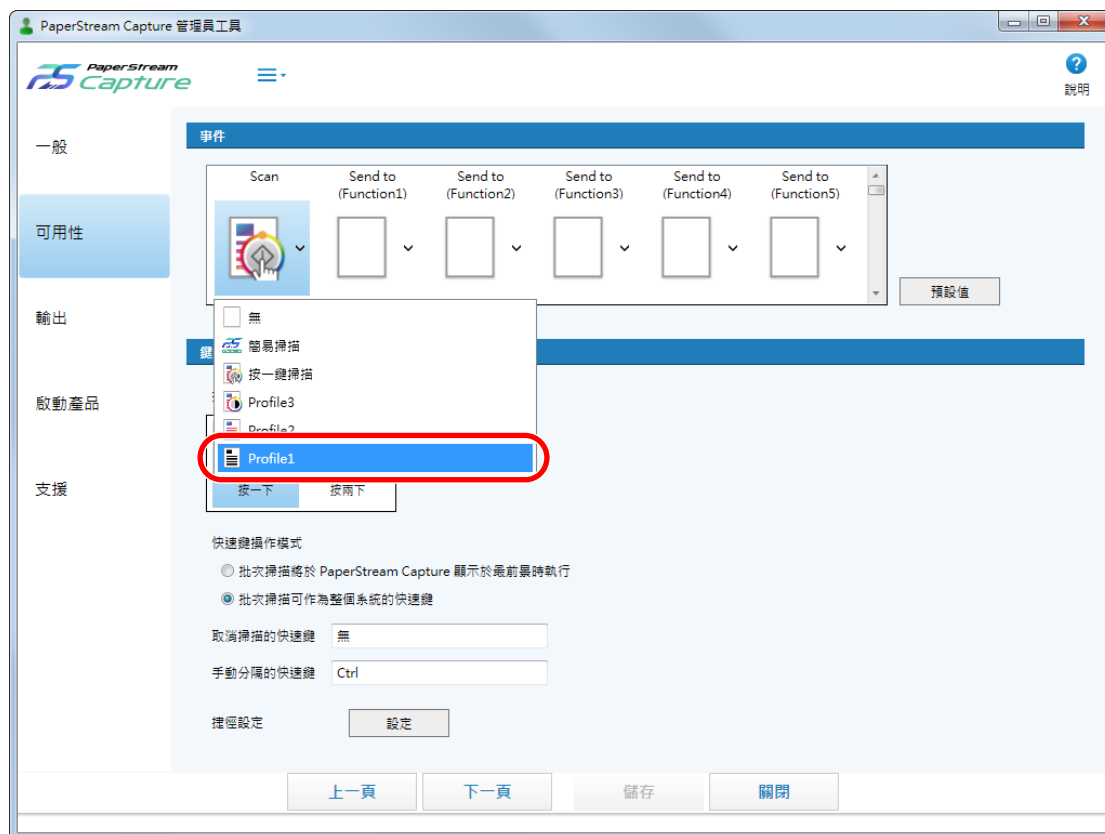 PaperStream Capture 管理員工具
PaperStream
Capture
說明
一般
可用性
輸出
啟動產品
支援
事件
Scan
Send to
(Function1)
Send to
(Function2)
Send to
(Function3)
Send to
(Function4)
Send to
(Function5)
預設值
無
簡易掃描
按一鍵掃描
Profile3
Profile2
Profile1
鍵
按一下
按兩下
快速鍵操作模式
批次掃描將於 PaperStream Capture 顯示於最前景時執行
批次掃描可作為整個系統的快速鍵
取消掃描的快速鍵
無
手動分隔的快速鍵
Ctrl
捷徑設定
設定
上一頁
下一頁
儲存
關閉